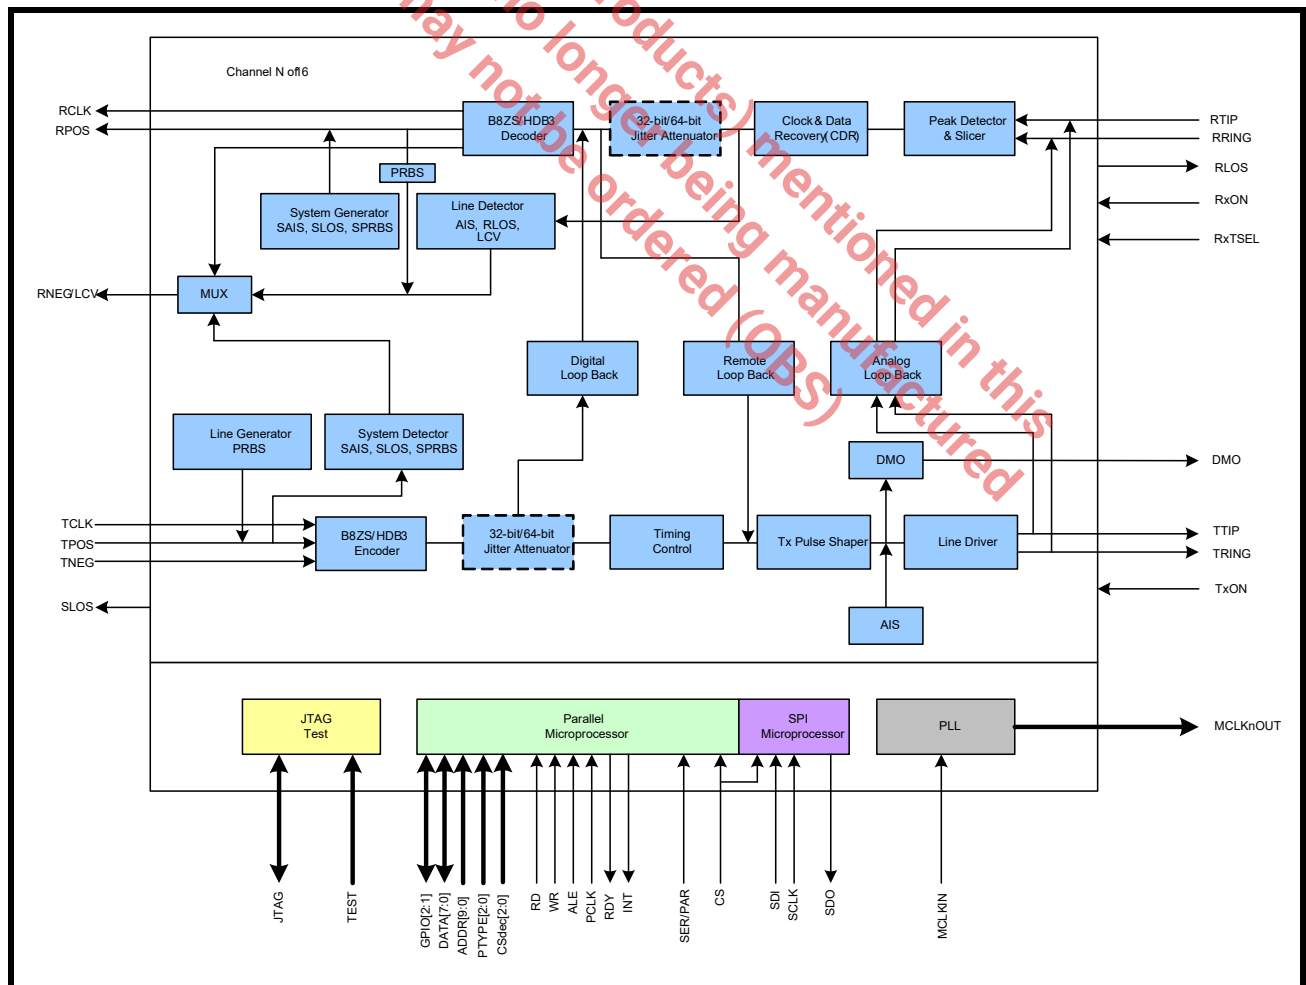 roducts) mentioned in this
no longer being manufactured
may not be ordered (OBS)
Channel N of16
RCLK
RPOS
B8ZS/HDB3
Decoder
32-bit/64-bit
Jitter Attenuator
Clock & Data
Recovery(CDR)
Peak Detector
& Slicer
RTIP
RRING
RLOS
RxON
RxTSEL
PRBS
System Generator
SAIS, SLOS, SPRBS
Line Detector
AIS, RLOS,
LCV
RNEG/LCV
MUX
Digital
Loop Back
Remote
Loop Back
Analog
Loop Back
Line Generator
PRBS
System Detector
SAIS, SLOS, SPRBS
DMO
DMO
TCLK
TPOS
TNEG
B8ZS/HDB3
Encoder
32-bit/64-bit
Jitter Attenuator
Timing
Control
Tx Pulse Shaper
Line Driver
TTIP
TRING
TxON
SLOS
AIS
JTAG
Test
Parallel
Microprocessor
SPI
Microprocessor
PLL
MCLKnOUT
JTAG
TEST
GPIO[2:1]
DATA[7:0]
ADDR[9:0]
PTYPE[2:0]
CSdec[2:0]
RD
WR
ALE
PCLK
RDY
INT
SER/PAR
CS
SDI
SCLK
SDO
MCLKIN